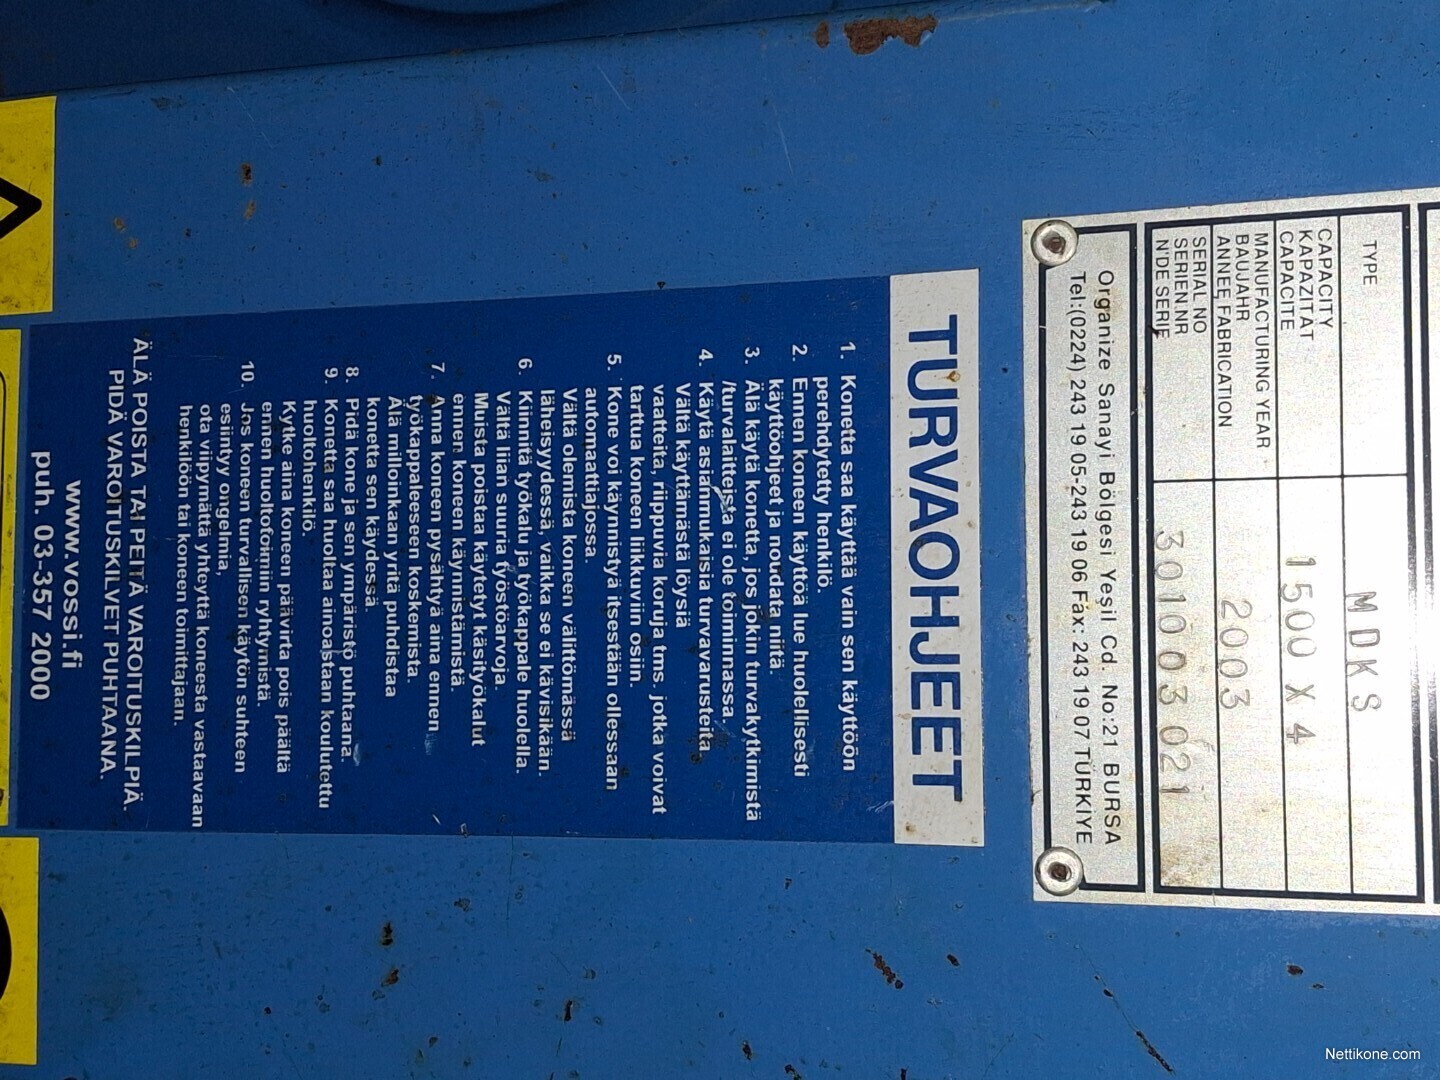 TYPE MDKS
CAPACITY
KAPAZITAT
CAPACITE
1500 X 4
MANUFACTURING YEAR
BAUJAHR
ANNEE FABRICATION
2003
SERIAL NO
SERIEN.NR
N'DE SERIE
3010003021
Organize Sanayi Bölgesi Yeşil Cd. No:21 BURSA
Tel:(0224) 243 19 05-243 19 06 Fax: 243 19 07 TÜRKİYE
TURVAOHJEET
1. Konetta saa käyttää vain sen käyttöön
perehdytetty henkilö.
2. Ennen koneen käyttöä lue huolellisesti
käyttöohjeet ja noudata niitä.
3. Älä käytä konetta, jos jokin turvakytkimistä
/turvalaitteista ei ole toiminnassa.
4. Käytä asianmukaisia turvavarusteita
Vältä käyttämästä löysiä
vaatteita, riippuvia koruja tms. jotka voivat
tarttua koneen liikkuviin osiin.
5. Kone voi käynnistyä itsestään ollessaan
automaattiajossa.
Vältä olemista koneen välittömässä
läheisyydessä, vaikka se ei kävisikään.
6. Kiinnitä työkalu ja työkappale huolella.
Vältä liian suuria työstöarvoja.
Muista poistaa käytetyt käsityökalut
ennen koneen käynnistämistä.
7. Anna koneen pysähtyä aina ennen
työkappaleeseen koskemista.
Älä milloinkaan yritä puhdistaa
konetta sen käydessä.
8. Pidä kone ja sen ympäristö puhtaana.
9. Konetta saa huoltaa ainoastaan koulutettu
huoltohenkilö.
Kytke aina koneen päävirta pois päältä
ennen huoltotoimiin ryhtymistä.
10. Jos koneen turvallisen käytön suhteen
esiintyy ongelmia,
ota viipymättä yhteyttä koneesta vastaavaan
henkilöön tai koneen toimittajaan.
ÄLÄ POISTA TAI PEITÄ VAROITUSKILPIÄ.
PIDÄ VAROITUSKILVET PUHTAANA.
www.vossi.fi
puh. 03-357 2000
Nettikone.com